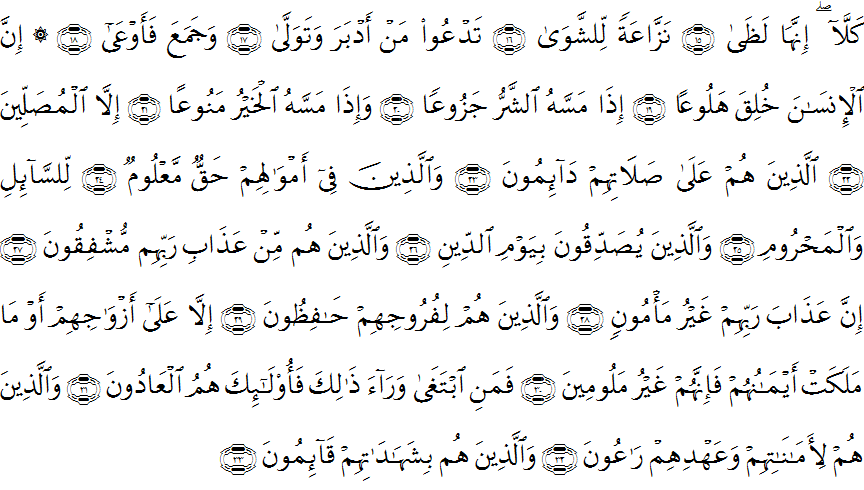 كَلَّآ ۖ إِنَّهَا لَظَىٰ ۝١٥ نَزَّاعَةً لِّلشَّوَىٰ ۝١٦ تَدْعُوا۟ مَنْ أَدْبَرَ وَتَوَلَّىٰ ۝١٧ وَجَمَعَ فَأَوْعَىٰٓ ۝١٨ ۞ إِنَّ
ٱلْإِنسَـٰنَ خُلِقَ هَلُوعًا ۝١٩ إِذَا مَسَّهُ ٱلشَّرُّ جَزُوعًا ۝٢٠ وَإِذَا مَسَّهُ ٱلْخَيْرُ مَنُوعًا ۝٢١ إِلَّا ٱلْمُصَلِّينَ
۝٢٢ ٱلَّذِينَ هُمْ عَلَىٰ صَلَاتِهِمْ دَآئِمُونَ ۝٢٣ وَٱلَّذِينَ فِىٓ أَمْوَٰلِهِمْ حَقٌّ مَّعْلُومٌ ۝٢٤ لِّلسَّآئِلِ
وَٱلْمَحْرُومِ ۝٢٥ وَٱلَّذِينَ يُصَدِّقُونَ بِيَوْمِ ٱلدِّينِ ۝٢٦ وَٱلَّذِينَ هُم مِّنْ عَذَابِ رَبِّهِم مُّشْفِقُونَ ۝٢٧
إِنَّ عَذَابَ رَبِّهِمْ غَيْرُ مَأْمُونٍ ۝٢٨ وَٱلَّذِينَ هُمْ لِفُرُوجِهِمْ حَـٰفِظُونَ ۝٢٩ إِلَّا عَلَىٰٓ أَزْوَٰجِهِمْ أَوْ مَا
مَلَكَتْ أَيْمَـٰنُهُمْ فَإِنَّهُمْ غَيْرُ مَلُومِينَ ۝٣٠ فَمَنِ ٱبْتَغَىٰ وَرَآءَ ذَٰلِكَ فَأُو۟لَـٰٓئِكَ هُمُ ٱلْعَادُونَ ۝٣١ وَٱلَّذِينَ
هُمْ لِأَمَـٰنَـٰتِهِمْ وَعَهْدِهِمْ رَٰعُونَ ۝٣٢ وَٱلَّذِينَ هُم بِشَهَـٰدَٰتِهِمْ قَآئِمُونَ ۝٣٣